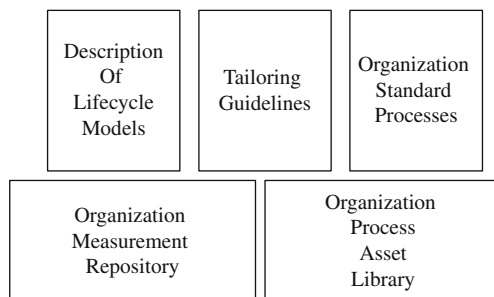 Description
Of
Lifecycle
Models
Tailoring
Guidelines
Organization
Standard
Processes
Organization
Measurement
Repository
Organization
Process
Asset
Library